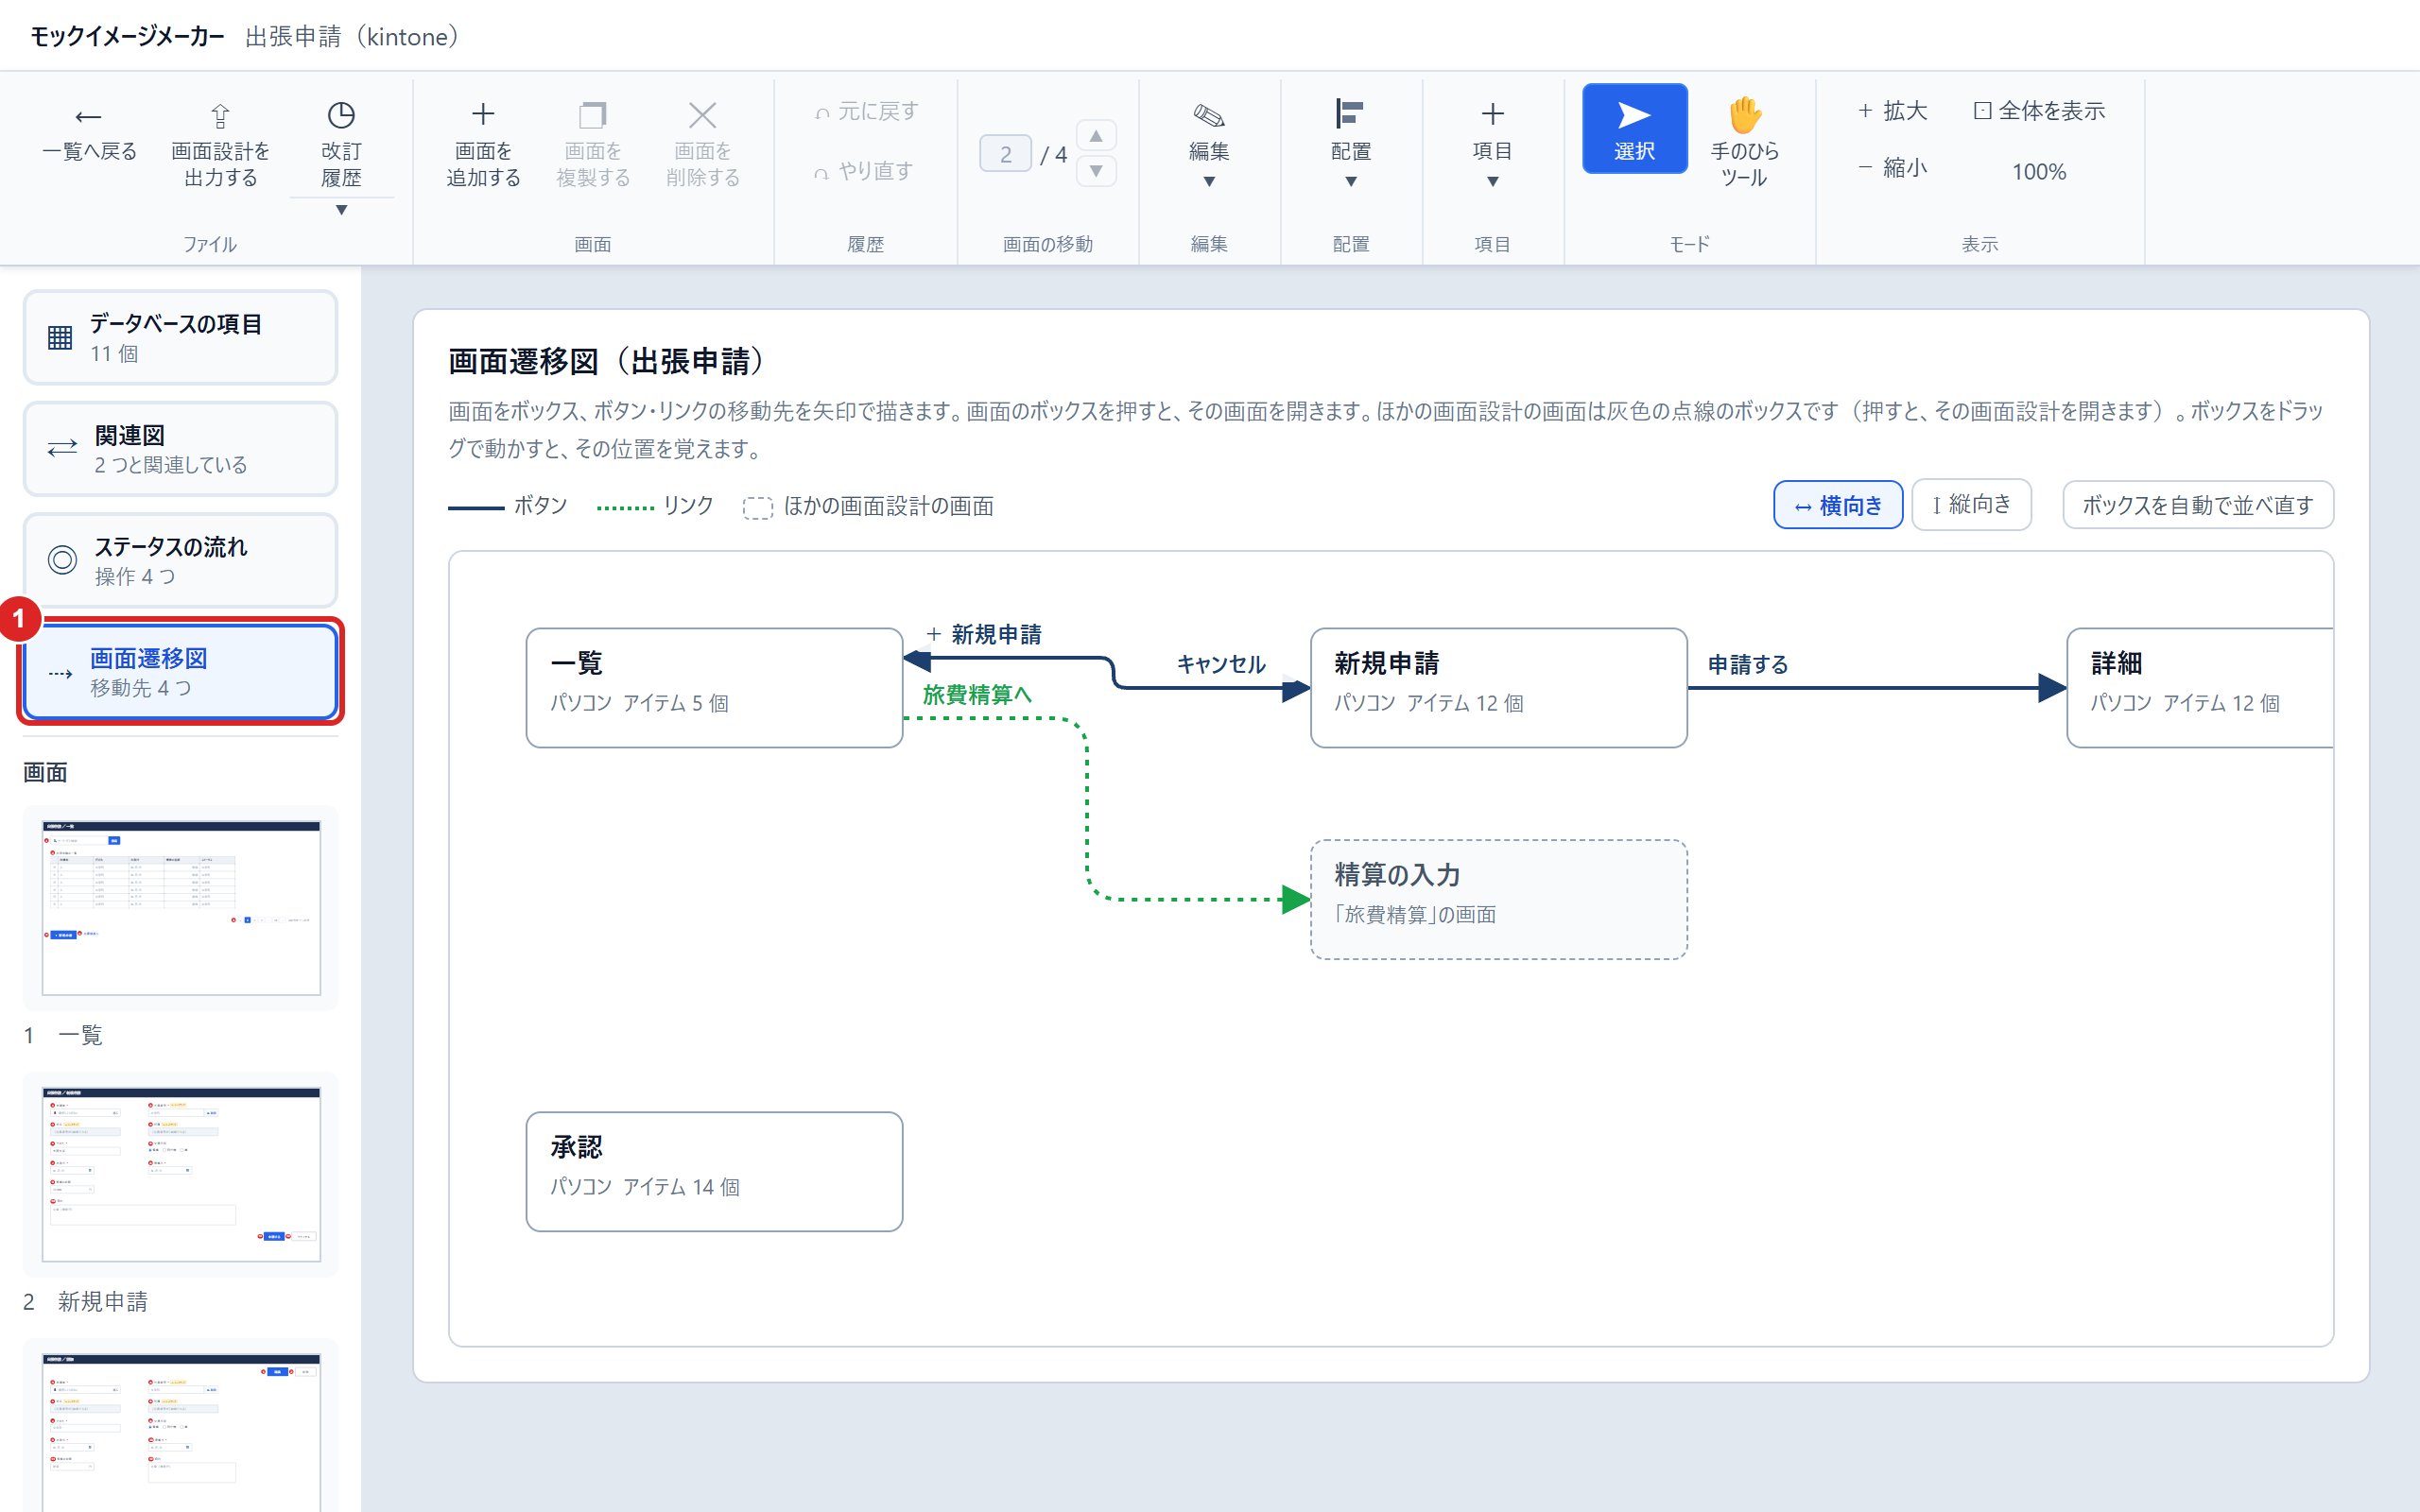 モックイメージメーカー 出張申請（kintone）
← 一覧へ戻る
画面設計を
出力する
改訂
履歴
▼
ファイル
＋ 画面を
追加する
画面を
複製する
画面を
削除する
画面
元に戻す
やり直す
履歴
2 / 4
▲
▼
画面の移動
編集
▼
編集
配置
▼
配置
＋ 項目
▼
項目
選択
手のひら
ツール
モード
＋ 拡大
全体を表示
－ 縮小
100%
表示
データベースの項目
11 個
関連図
2 つと関連している
ステータスの流れ
操作 4 つ
1
画面遷移図
移動先 4 つ
画面
1 一覧
2 新規申請
画面遷移図（出張申請）
画面をボックス、ボタン・リンクの移動先を矢印で描きます。画面のボックスを押すと、その画面を開きます。ほかの画面設計の画面は灰色の点線のボックスです（押すと、その画面設計を開きます）。ボックスをドラッ
グで動かすと、その位置を覚えます。
ボタン リンク ほかの画面設計の画面
↔ 横向き
縦向き
ボックスを自動で並べ直す
一覧
パソコン アイテム 5 個
＋ 新規申請
キャンセル
旅費精算へ
新規申請
パソコン アイテム 12 個
申請する
詳細
パソコン アイテム 12 個
精算の入力
「旅費精算」の画面
承認
パソコン アイテム 14 個